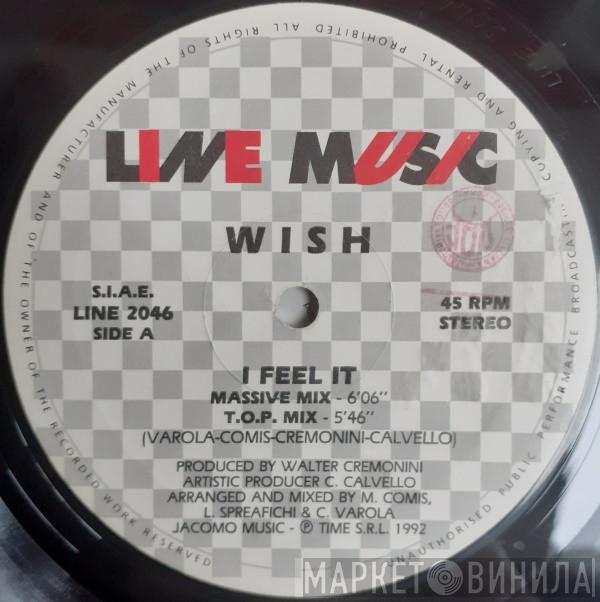 LINE MUSIC
WISH
S.I.A.E.
LINE 2046
SIDE A
45 RPM
STEREO
I FEEL IT
MASSIVE MIX - 6'06"
T.O.P. MIX - 5'46"
(VAROLA-COMIS-CREMONINI-CALVELLO)
PRODUCED BY WALTER CREMONINI
ARTISTIC PRODUCER C. CALVELLO
ARRANGED AND MIXED BY M. COMIS,
L. SPREAFICHI & C. VAROLA
JACOMO MUSIC - ℗ TIME S.R.L. 1992
ALL RIGHTS OF THE MANUFACTURER AND OF THE OWNER OF THE RECORDED WORK RESERVED
UNAUTHORISED PUBLIC PERFORMANCE BROADCASTING COPYING AND RENTAL PROHIBITED
МАРКЕТ ВИНИЛА